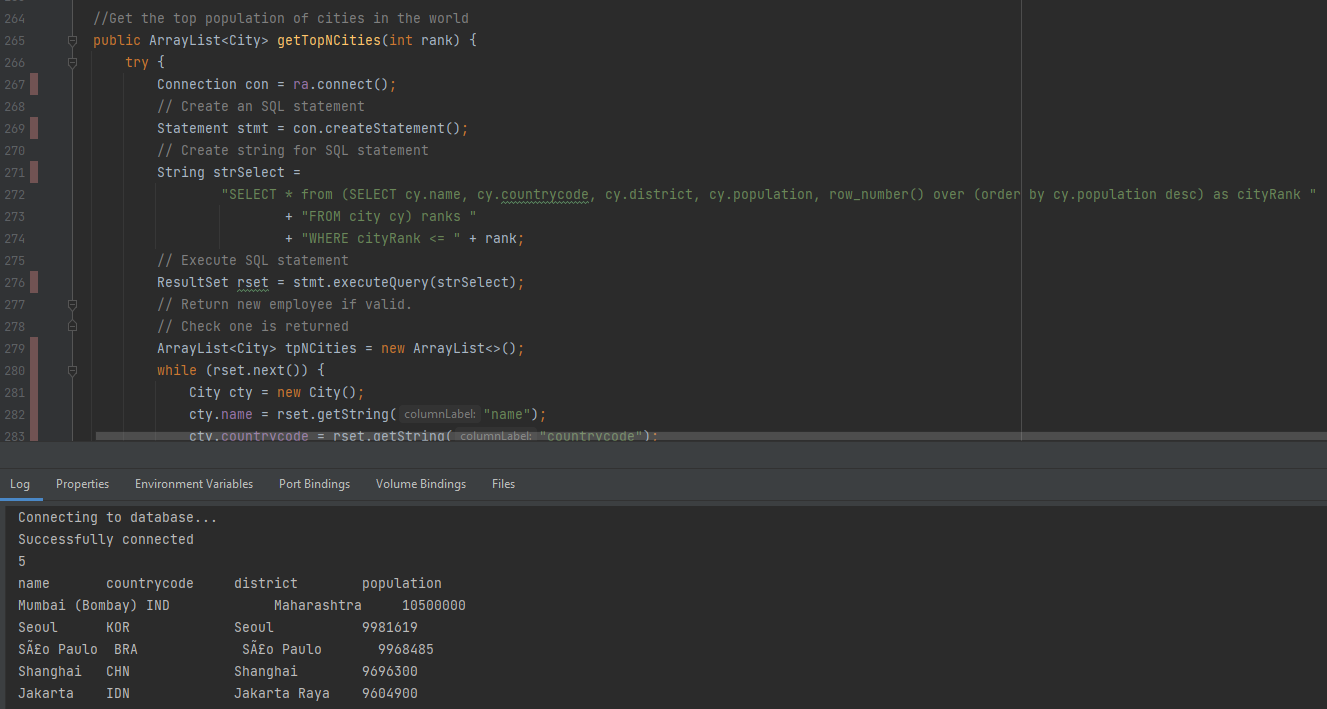 264 //Get the top population of cities in the world
265 public ArrayList<City> getTopNCities(int rank) {
266 try {
267 Connection con = ra.connect();
268 // Create an SQL statement
269 Statement stmt = con.createStatement();
270 // Create string for SQL statement
271 String strSelect =
272 "SELECT * from (SELECT cy.name, cy.countrycode, cy.district, cy.population, row_number() over (order by cy.population desc) as cityRank "
273 + "FROM city cy) ranks "
274 + "WHERE cityRank <= " + rank;
275 // Execute SQL statement
276 ResultSet rset = stmt.executeQuery(strSelect);
277 // Return new employee if valid.
278 // Check one is returned
279 ArrayList<City> tpNCities = new ArrayList<>();
280 while (rset.next()) {
281 City cty = new City();
282 cty.name = rset.getString( columnLabel: "name");
283 cty.countrycode = rset.getString( columnLabel: "countrycode");
Log Properties Environment Variables Port Bindings Volume Bindings Files
Connecting to database...
Successfully connected
5
name countrycode district population
Mumbai (Bombay) IND Maharashtra 10500000
Seoul KOR Seoul 9981619
SÃ£o Paulo BRA SÃ£o Paulo 9968485
Shanghai CHN Shanghai 9696300
Jakarta IDN Jakarta Raya 9604900